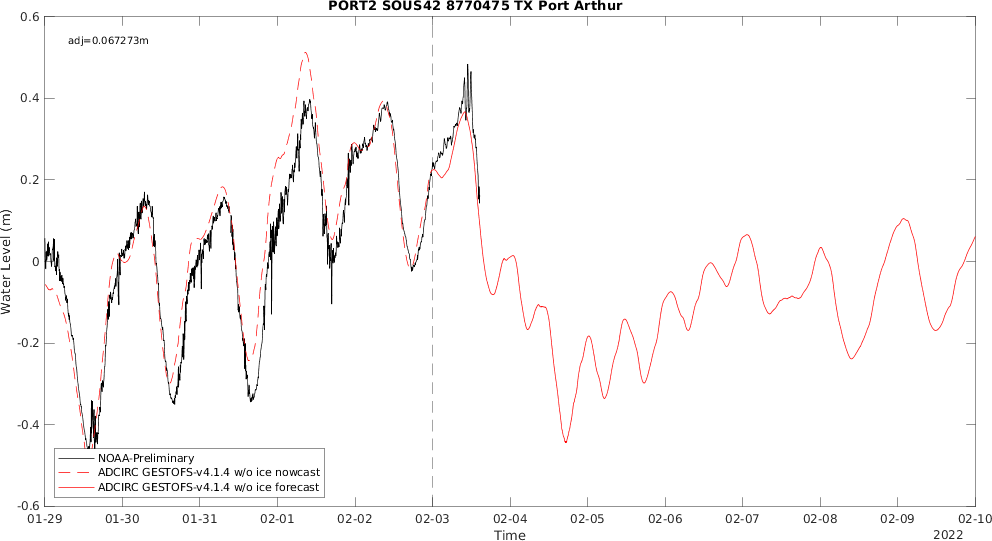 PORT2 SOUS42 8770475 TX Port Arthur
adj=0.067273m
0.6
0.4
0.2
0
-0.2
-0.4
-0.6
Water Level (m)
NOAA-Preliminary
ADCIRC GESTOFS-v4.1.4 w/o ice nowcast
ADCIRC GESTOFS-v4.1.4 w/o ice forecast
01-29 01-30 01-31 02-01 02-02 02-03 02-04 02-05 02-06 02-07 02-08 02-09 02-10
Time
2022